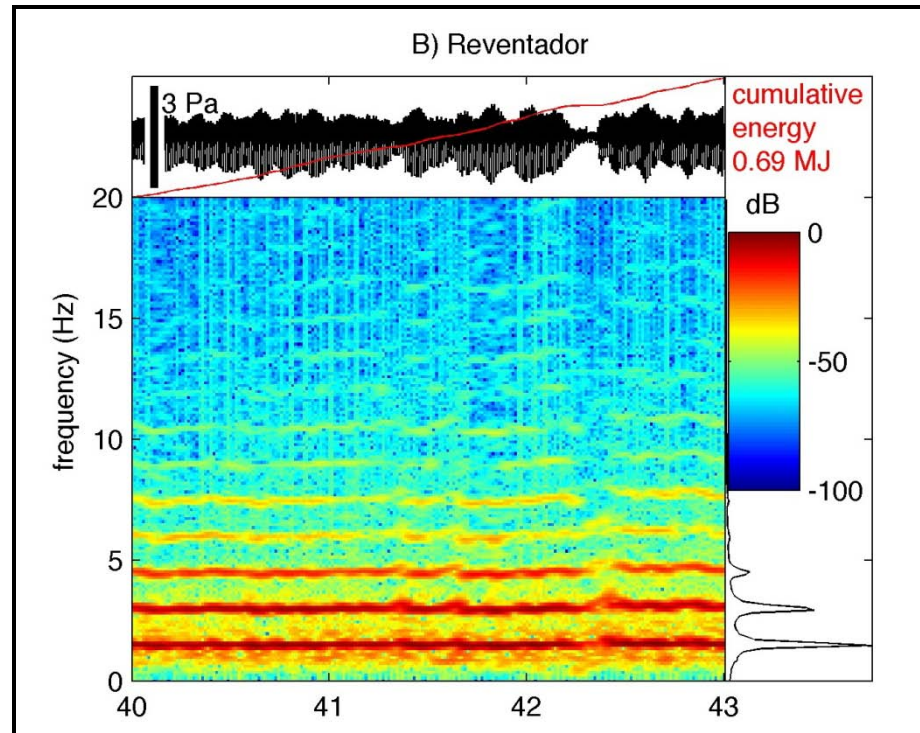 B) Reventador
3 Pa
cumulative
energy
0.69 MJ
dB
0
-50
-100
frequency (Hz)
20
15
10
5
0
40
41
42
43